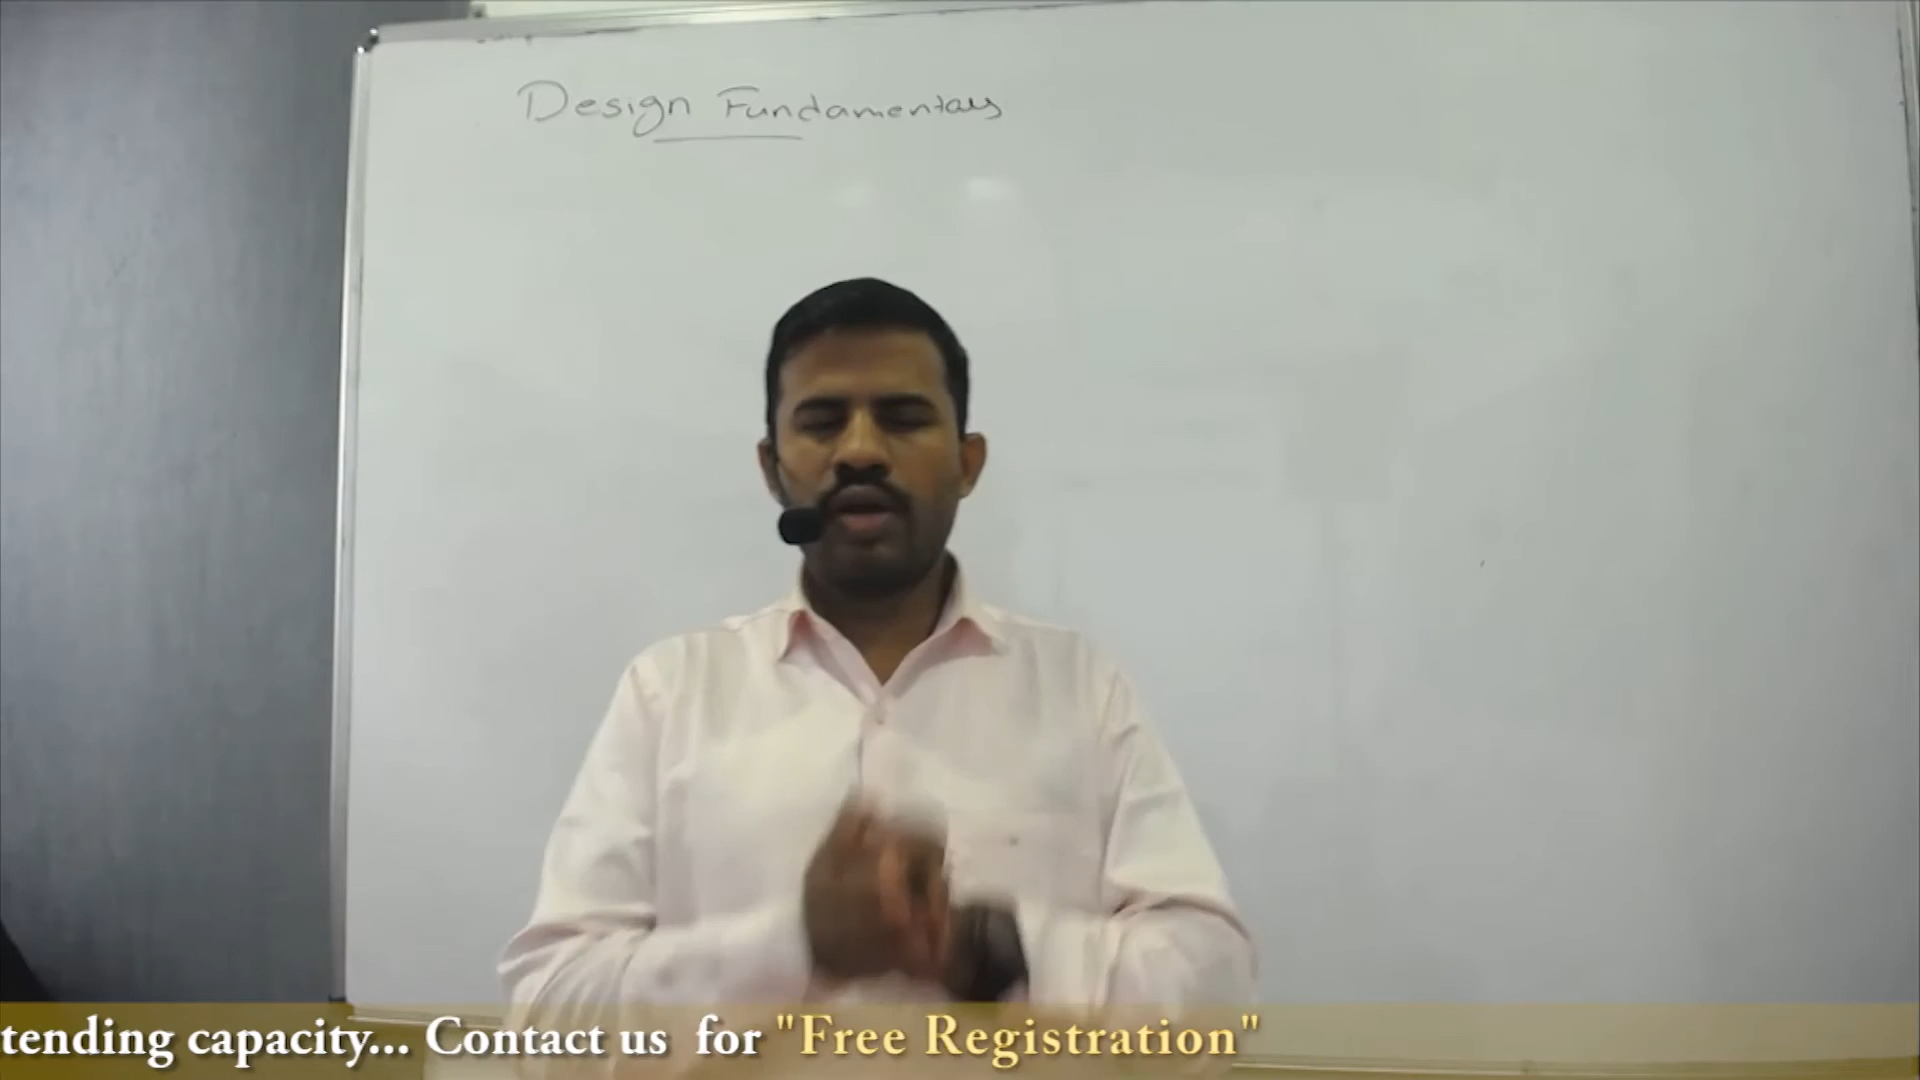 Design Fundamentals
tending capacity... Contact us for "Free Registration"